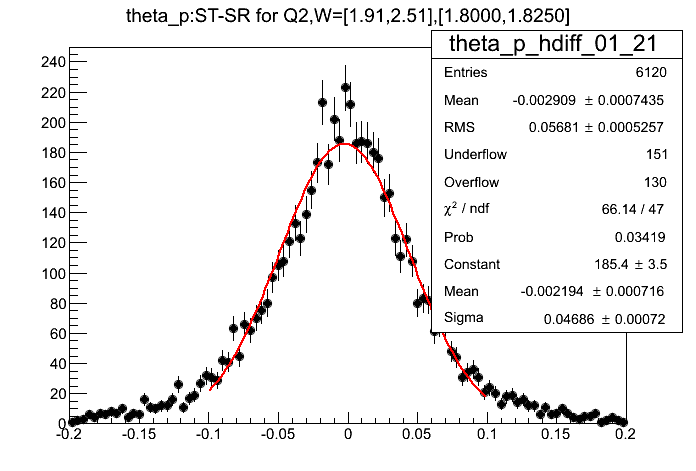 theta_p:ST-SR for Q2,W=[1.91,2.51],[1.8000,1.8250]
theta_p_hdiff_01_21
Entries 6120
Mean -0.002909 ± 0.0007435
RMS 0.05681 ± 0.0005257
Underflow 151
Overflow 130
χ² / ndf 66.14 / 47
Prob 0.03419
Constant 185.4 ± 3.5
Mean -0.002194 ± 0.000716
Sigma 0.04686 ± 0.00072
240
220
200
180
160
140
120
100
80
60
40
20
0
-0.2 -0.15 -0.1 -0.05 0 0.05 0.1 0.15 0.2